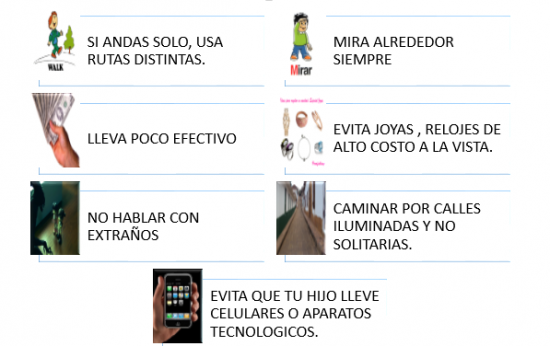 SI ANDAS SOLO, USA
RUTAS DISTINTAS.
WALK
MIRA ALREDEDOR
SIEMPRE
Mirar
LLEVA POCO EFECTIVO
EVITA JOYAS , RELOJES DE
ALTO COSTO A LA VISTA.
NO HABLAR CON
EXTRAÑOS
CAMINAR POR CALLES
ILUMINADAS Y NO
SOLITARIAS.
EVITA QUE TU HIJO LLEVE
CELULARES O APARATOS
TECNOLOGICOS.